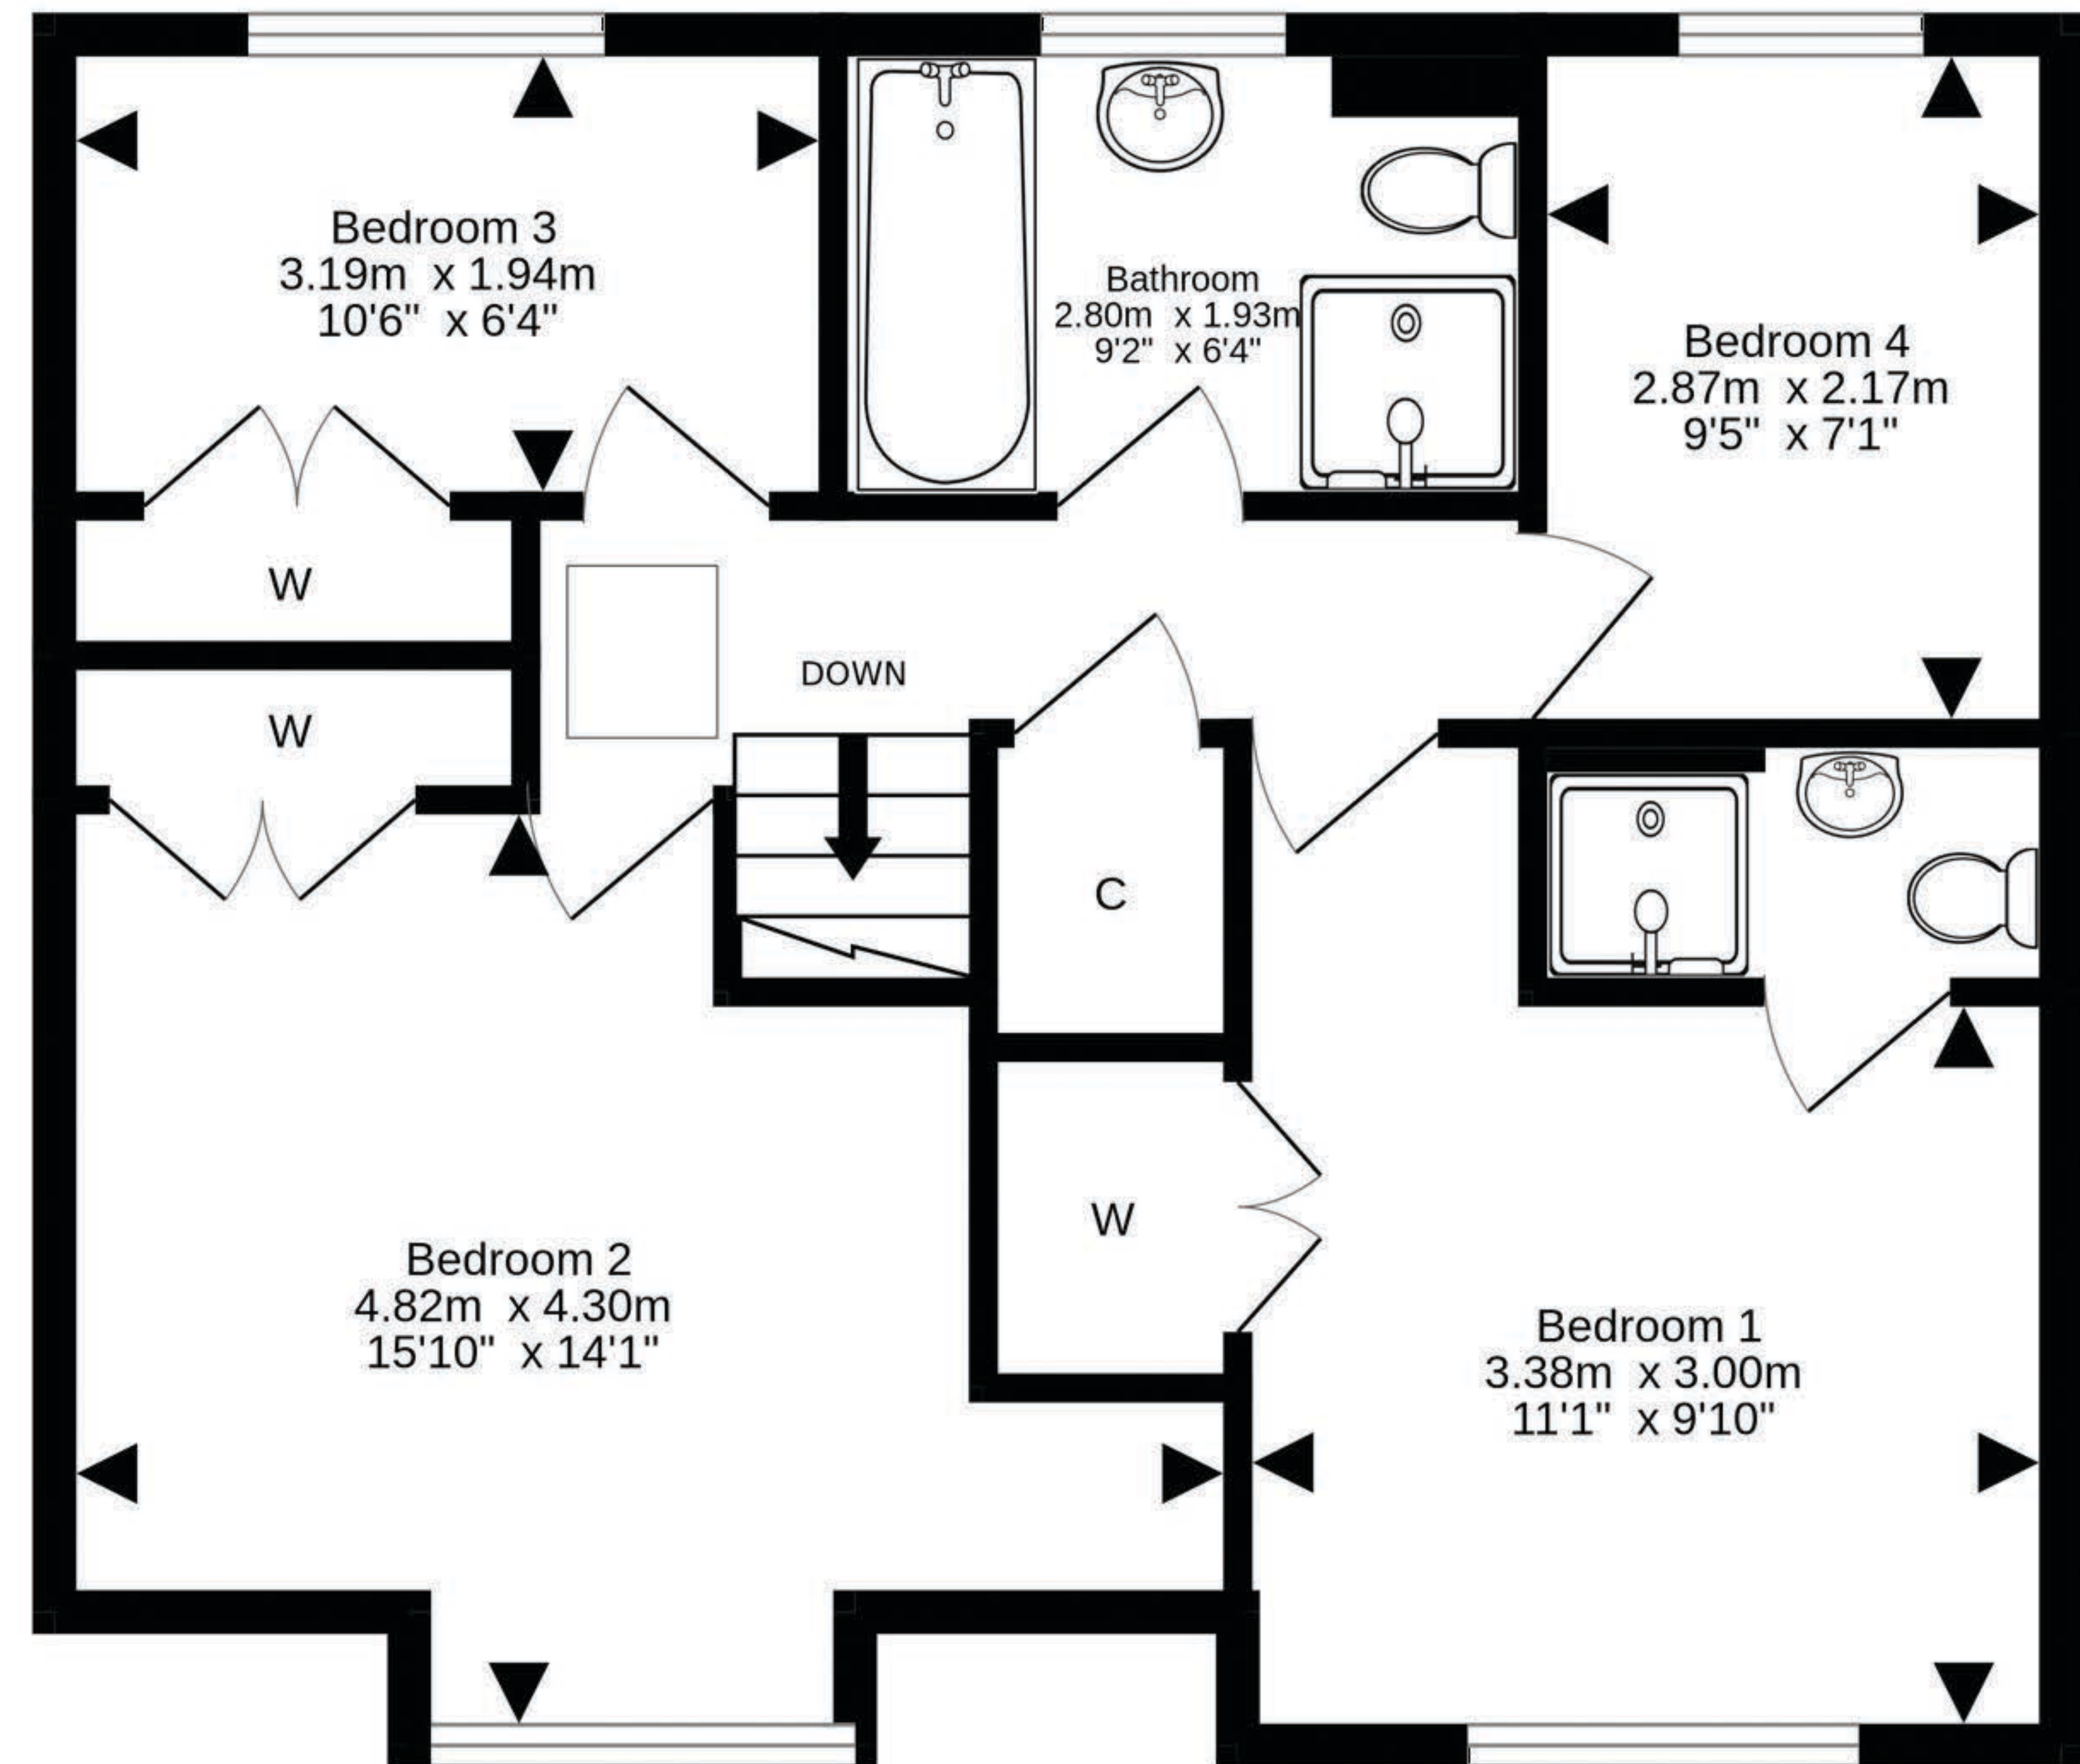 Bedroom 3
3.19m x 1.94m
10'6" x 6'4"
Bathroom
2.80m x 1.93m
9'2" x 6'4"
Bedroom 4
2.87m x 2.17m
9'5" x 7'1"
W
W
DOWN
C
W
Bedroom 2
4.82m x 4.30m
15'10" x 14'1"
Bedroom 1
3.38m x 3.00m
11'1" x 9'10"